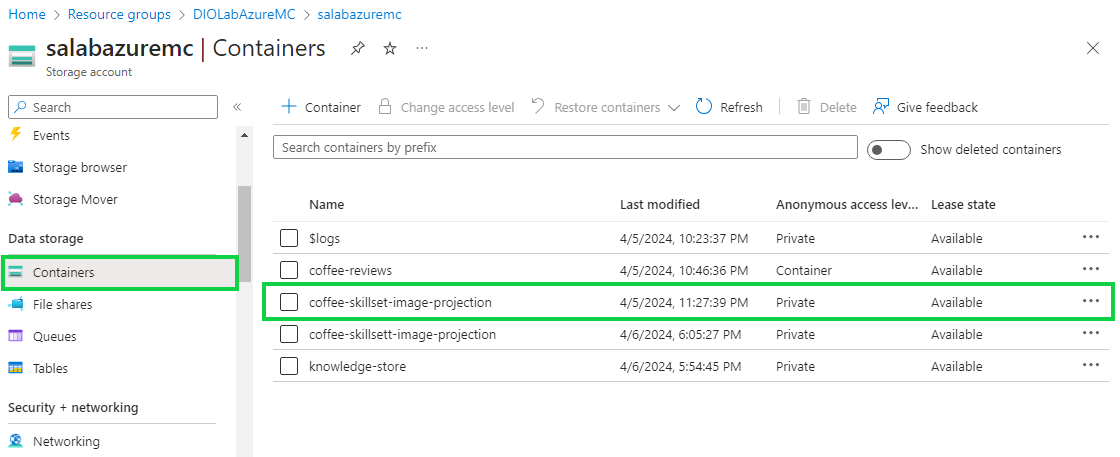 Home > Resource groups > DIOLabAzureMC > salabazuremc
salabazuremc | Containers ...
Storage account
Search «
Container Change access level Restore containers Refresh Delete Give feedback
Events
Storage browser
Storage Mover
Data storage
Containers
File shares
Queues
Tables
Security + networking
Networking
Search containers by prefix Show deleted containers
Name Last modified Anonymous access lev... Lease state
$logs 4/5/2024, 10:23:37 PM Private Available ...
coffee-reviews 4/5/2024, 10:46:36 PM Container Available ...
coffee-skillset-image-projection 4/5/2024, 11:27:39 PM Private Available ...
coffee-skillsett-image-projection 4/6/2024, 6:05:27 PM Private Available ...
knowledge-store 4/6/2024, 5:54:45 PM Private Available ...